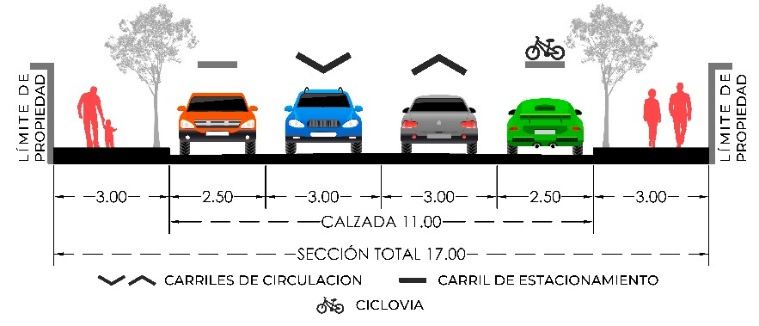 LÍMITE DE
PROPIEDAD
LÍMITE DE
PROPIEDAD
3.00 2.50 3.00 3.00 2.50 3.00
CALZADA 11.00
SECCIÓN TOTAL 17.00
CARRILES DE CIRCULACION CARRIL DE ESTACIONAMIENTO
CICLOVIA